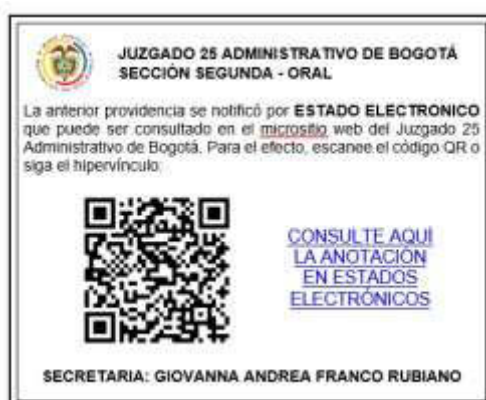 JUZGADO 25 ADMINISTRATIVO DE BOGOTÁ
SECCIÓN SEGUNDA - ORAL
La anterior providencia se notificó por ESTADO ELECTRONICO
que puede ser consultado en el micrositio web del Juzgado 25
Administrativo de Bogotá. Para el efecto, escanee el código QR o
siga el hipervínculo:
CONSULTE AQUÍ
LA ANOTACIÓN
EN ESTADOS
ELECTRÓNICOS
SECRETARIA: GIOVANNA ANDREA FRANCO RUBIANO